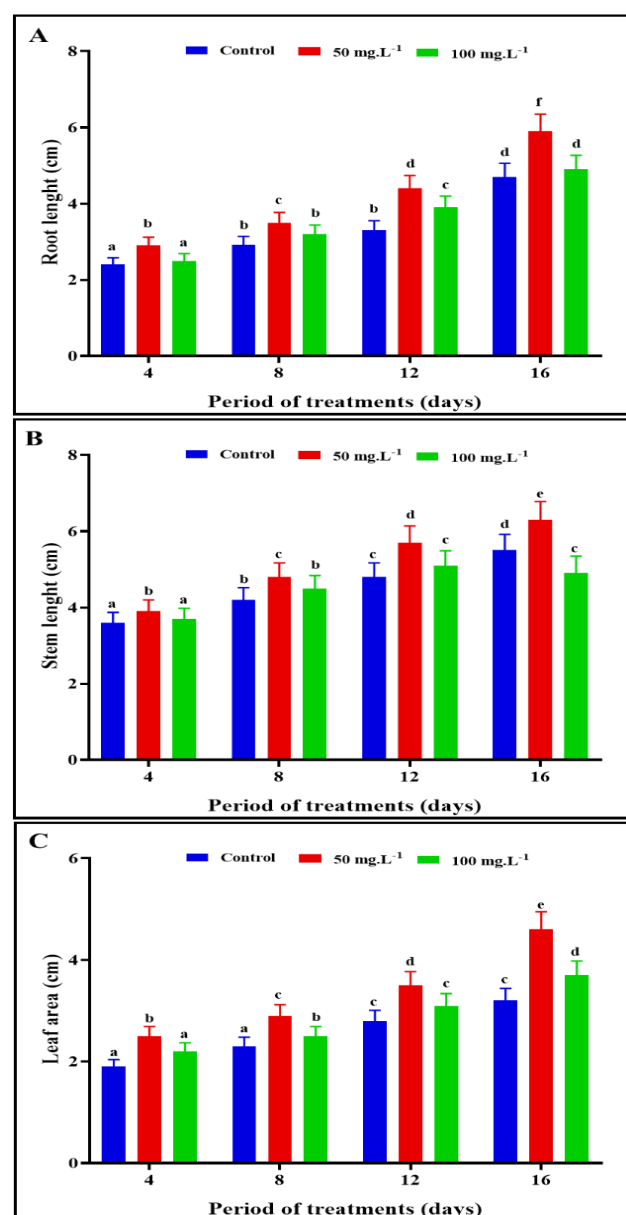 A
Control 50 mg.L⁻¹ 100 mg.L⁻¹
8
6
4
2
0
Root lenght (cm)
a b a b c b b d c d f d
4 8 12 16
Period of treatments (days)
B
Control 50 mg.L⁻¹ 100 mg.L⁻¹
8
6
4
2
0
Stem lenght (cm)
a b a b c b c d c d e c
4 8 12 16
Period of treatments (days)
C
Control 50 mg.L⁻¹ 100 mg.L⁻¹
6
4
2
0
Leaf area (cm)
a b a a c b c d c c e d
4 8 12 16
Period of treatments (days)